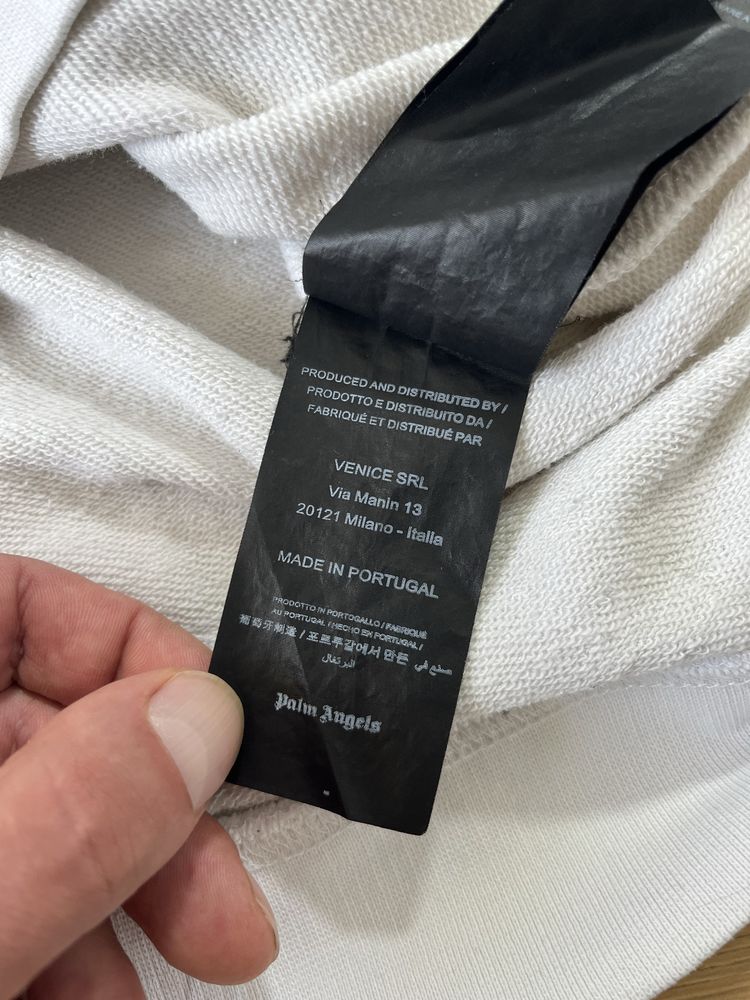 PRODUCED AND DISTRIBUTED BY /
PRODOTTO E DISTRIBUITO DA /
FABRIQUÉ ET DISTRIBUÉ PAR
VENICE SRL
Via Manin 13
20121 Milano - Italia
MADE IN PORTUGAL
PRODOTTO IN PORTOGALLO / FABRIQUÉ
AU PORTUGAL / HECHO EN PORTUGAL /
葡萄牙制造 / 포르투갈에서 만든 صنع في
البرتغال
Palm Angels